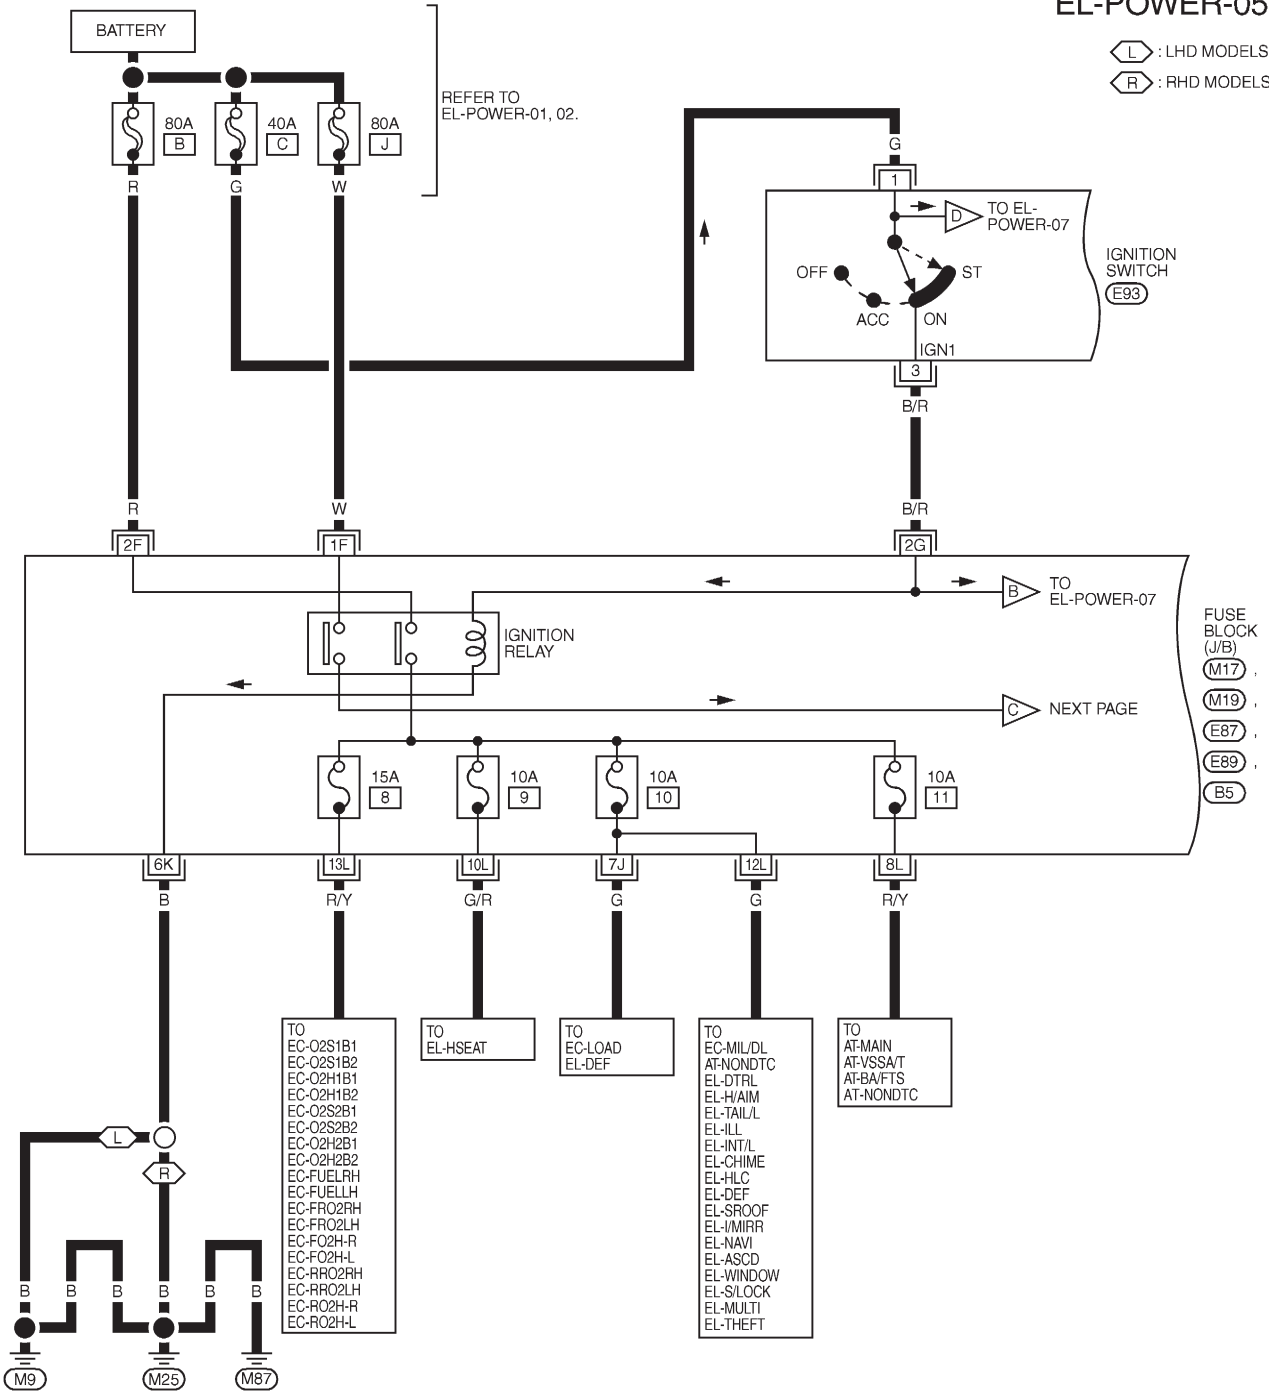 EL-POWER-05
BATTERY
L : LHD MODELS
R : RHD MODELS
REFER TO
EL-POWER-01, 02.
80A
B
40A
C
80A
J
R
G
W
G
1
D
TO EL-
POWER-07
IGNITION
SWITCH
E93
OFF
ST
ACC
ON
IGN1
3
B/R
R
W
B/R
2F
1F
2G
B
TO
EL-POWER-07
IGNITION
RELAY
FUSE
BLOCK
(J/B)
M17 ,
M19 ,
E87 ,
E89 ,
B5
C
NEXT PAGE
15A
8
10A
9
10A
10
10A
11
6K
13L
10L
7J
12L
8L
B
R/Y
G/R
G
G
R/Y
TO
EC-O2S1B1
EC-O2S1B2
EC-O2H1B1
EC-O2H1B2
EC-O2S2B1
EC-O2S2B2
EC-O2H2B1
EC-O2H2B2
EC-FUELRH
EC-FUELLH
EC-FRO2RH
EC-FRO2LH
EC-FO2H-R
EC-FO2H-L
EC-RRO2RH
EC-RRO2LH
EC-RO2H-R
EC-RO2H-L
TO
EL-HSEAT
TO
EC-LOAD
EL-DEF
TO
EC-MIL/DL
AT-NONDTC
EL-DTRL
EL-H/AIM
EL-TAIL/L
EL-ILL
EL-INT/L
EL-CHIME
EL-HLC
EL-DEF
EL-SROOF
EL-I/MIRR
EL-NAVI
EL-ASCD
EL-WINDOW
EL-S/LOCK
EL-MULTI
EL-THEFT
TO
AT-MAIN
AT-VSSA/T
AT-BA/FTS
AT-NONDTC
L
R
B
B
B
B
B
B
M9
M25
M87